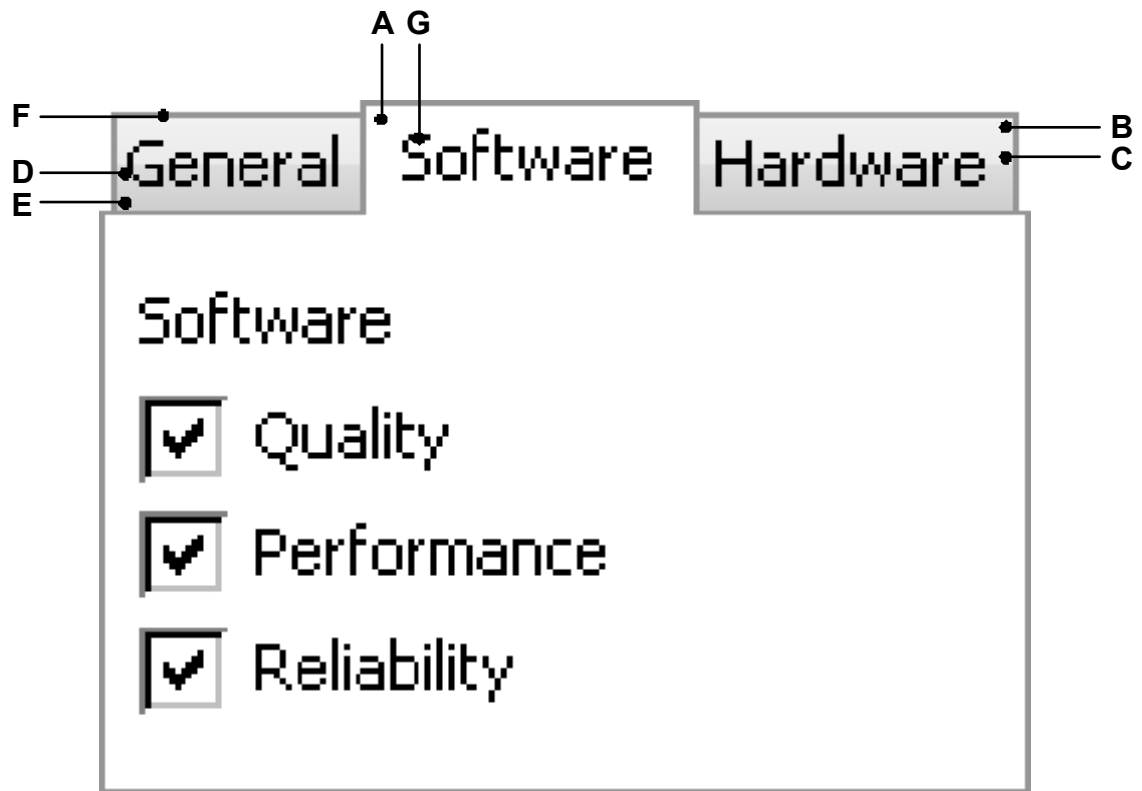 A G
F
B
General Software Hardware
D
C
E
Software
Quality
Performance
Reliability